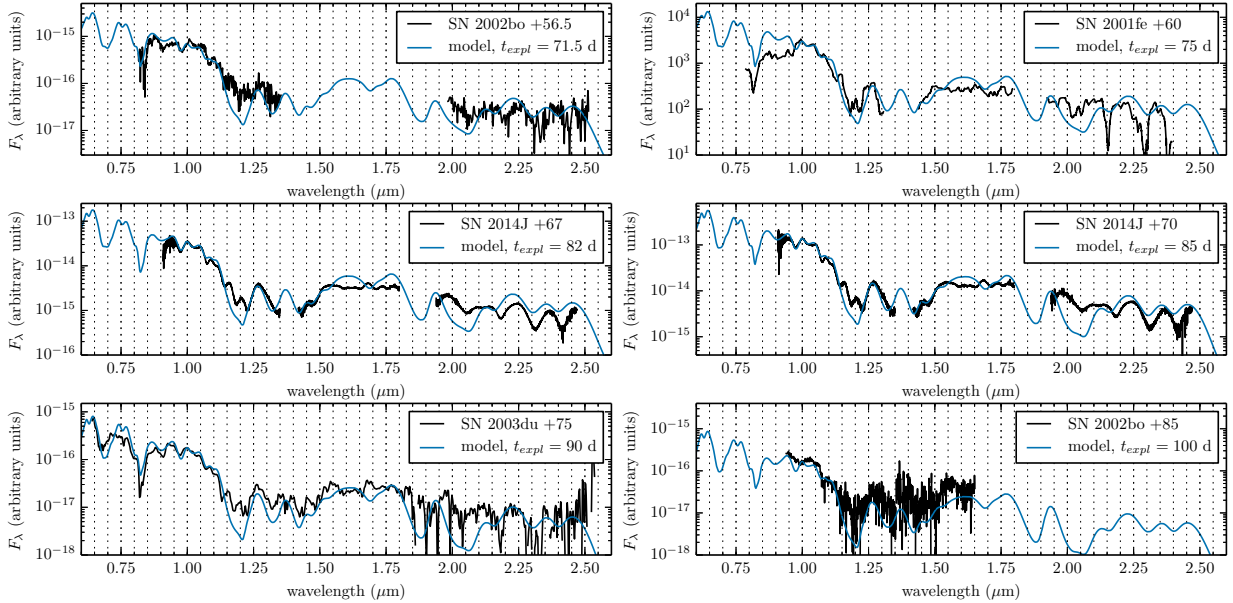 SN 2002bo +56.5
model, t_expl = 71.5 d
F_λ (arbitrary units)
10^−15
10^−16
10^−17
0.75 1.00 1.25 1.50 1.75 2.00 2.25 2.50
wavelength (μm)
SN 2001fe +60
model, t_expl = 75 d
F_λ (arbitrary units)
10^4
10^3
10^2
10^1
0.75 1.00 1.25 1.50 1.75 2.00 2.25 2.50
wavelength (μm)
SN 2014J +67
model, t_expl = 82 d
F_λ (arbitrary units)
10^−13
10^−14
10^−15
10^−16
0.75 1.00 1.25 1.50 1.75 2.00 2.25 2.50
wavelength (μm)
SN 2014J +70
model, t_expl = 85 d
F_λ (arbitrary units)
10^−13
10^−14
10^−15
0.75 1.00 1.25 1.50 1.75 2.00 2.25 2.50
wavelength (μm)
SN 2003du +75
model, t_expl = 90 d
F_λ (arbitrary units)
10^−15
10^−16
10^−17
10^−18
0.75 1.00 1.25 1.50 1.75 2.00 2.25 2.50
wavelength (μm)
SN 2002bo +85
model, t_expl = 100 d
F_λ (arbitrary units)
10^−15
10^−16
10^−17
10^−18
0.75 1.00 1.25 1.50 1.75 2.00 2.25 2.50
wavelength (μm)